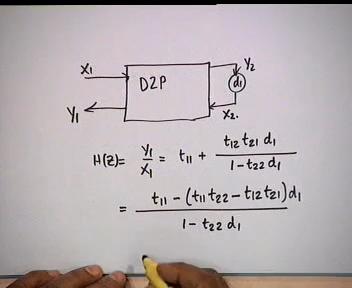 X1 D2P Y2
d1
Y1 X2.
H(Z) = Y1/X1 = t11 + t12 t21 d1 / 1 - t22 d1
= t11 - (t11 t22 - t12 t21) d1 / 1 - t22 d1